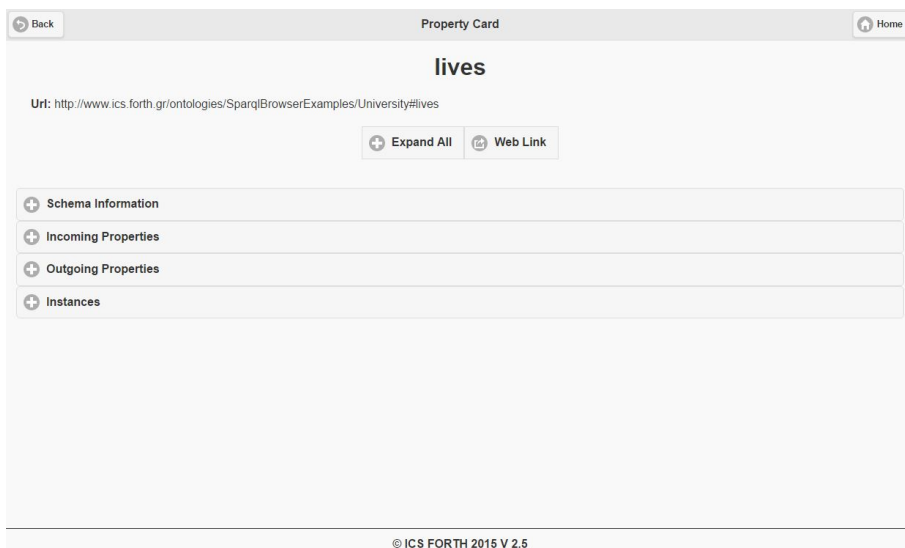 Back Property Card Home
lives
Url: http://www.ics.forth.gr/ontologies/SparqlBrowserExamples/University#lives
Expand All Web Link
Schema Information
Incoming Properties
Outgoing Properties
Instances
© ICS FORTH 2015 V 2.5